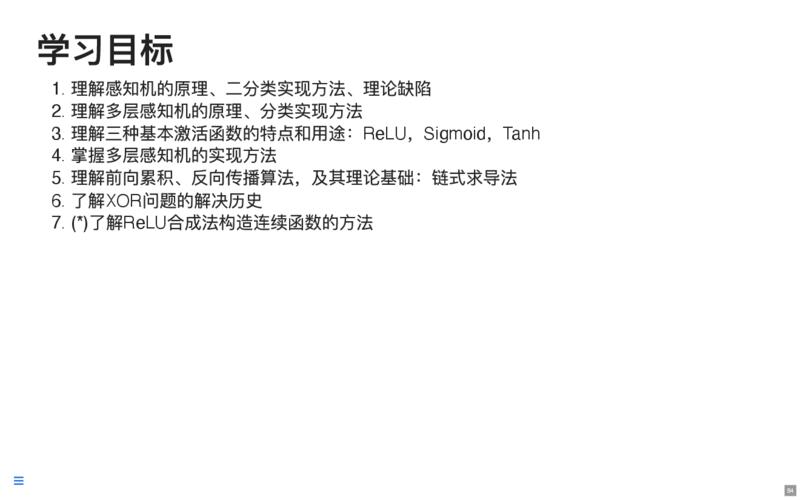 学习目标
1. 理解感知机的原理、二分类实现方法、理论缺陷
2. 理解多层感知机的原理、分类实现方法
3. 理解三种基本激活函数的特点和用途：ReLU，Sigmoid，Tanh
4. 掌握多层感知机的实现方法
5. 理解前向累积、反向传播算法，及其理论基础：链式求导法
6. 了解XOR问题的解决历史
7. (*)了解ReLU合成法构造连续函数的方法
94